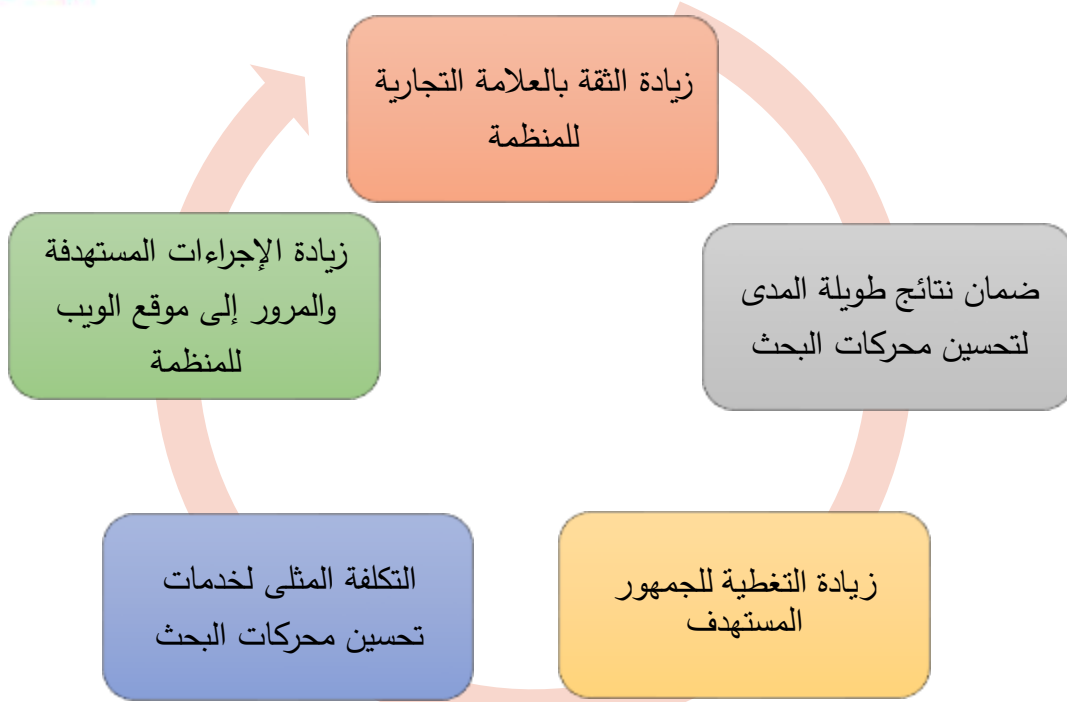 زيادة الثقة بالعلامة التجارية
للمنظمة
ضمان نتائج طويلة المدى
لتحسين محركات البحث
زيادة التغطية للجمهور
المستهدف
التكلفة المثلى لخدمات
تحسين محركات البحث
زيادة الإجراءات المستهدفة
والمرور إلى موقع الويب
للمنظمة